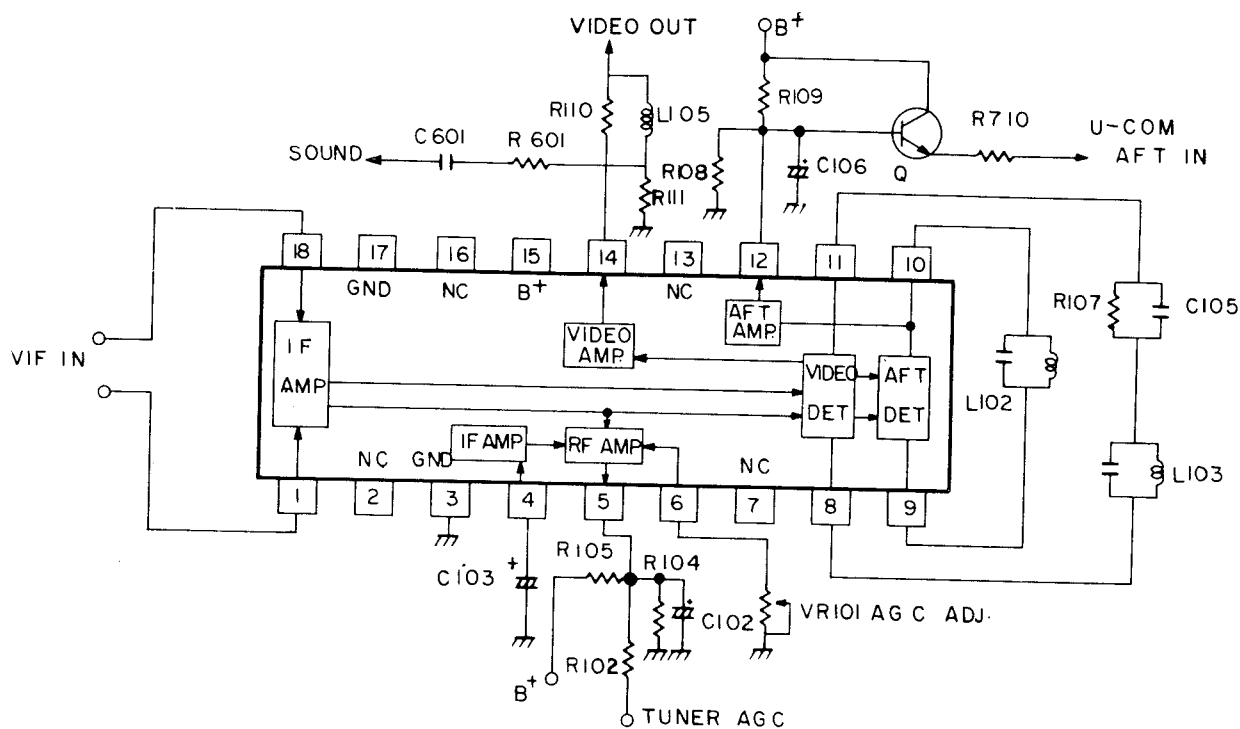 VIDEO OUT
B+
R110
L105
R109
R710
U-COM
AFT IN
C601
R 601
SOUND
R108
C106
Q
R111
18
17
16
15
14
13
12
11
10
GND
NC
B+
NC
R107
C105
VIF IN
IF
AMP
VIDEO
AMP.
AFT
AMP.
VIDEO
DET
AFT
DET
L102
NC
GND
IF AMP
RF AMP
NC
L103
1
2
3
4
5
6
7
8
9
C103
R105
R104
C102
VR101 AGC ADJ.
R102
B+
TUNER AGC